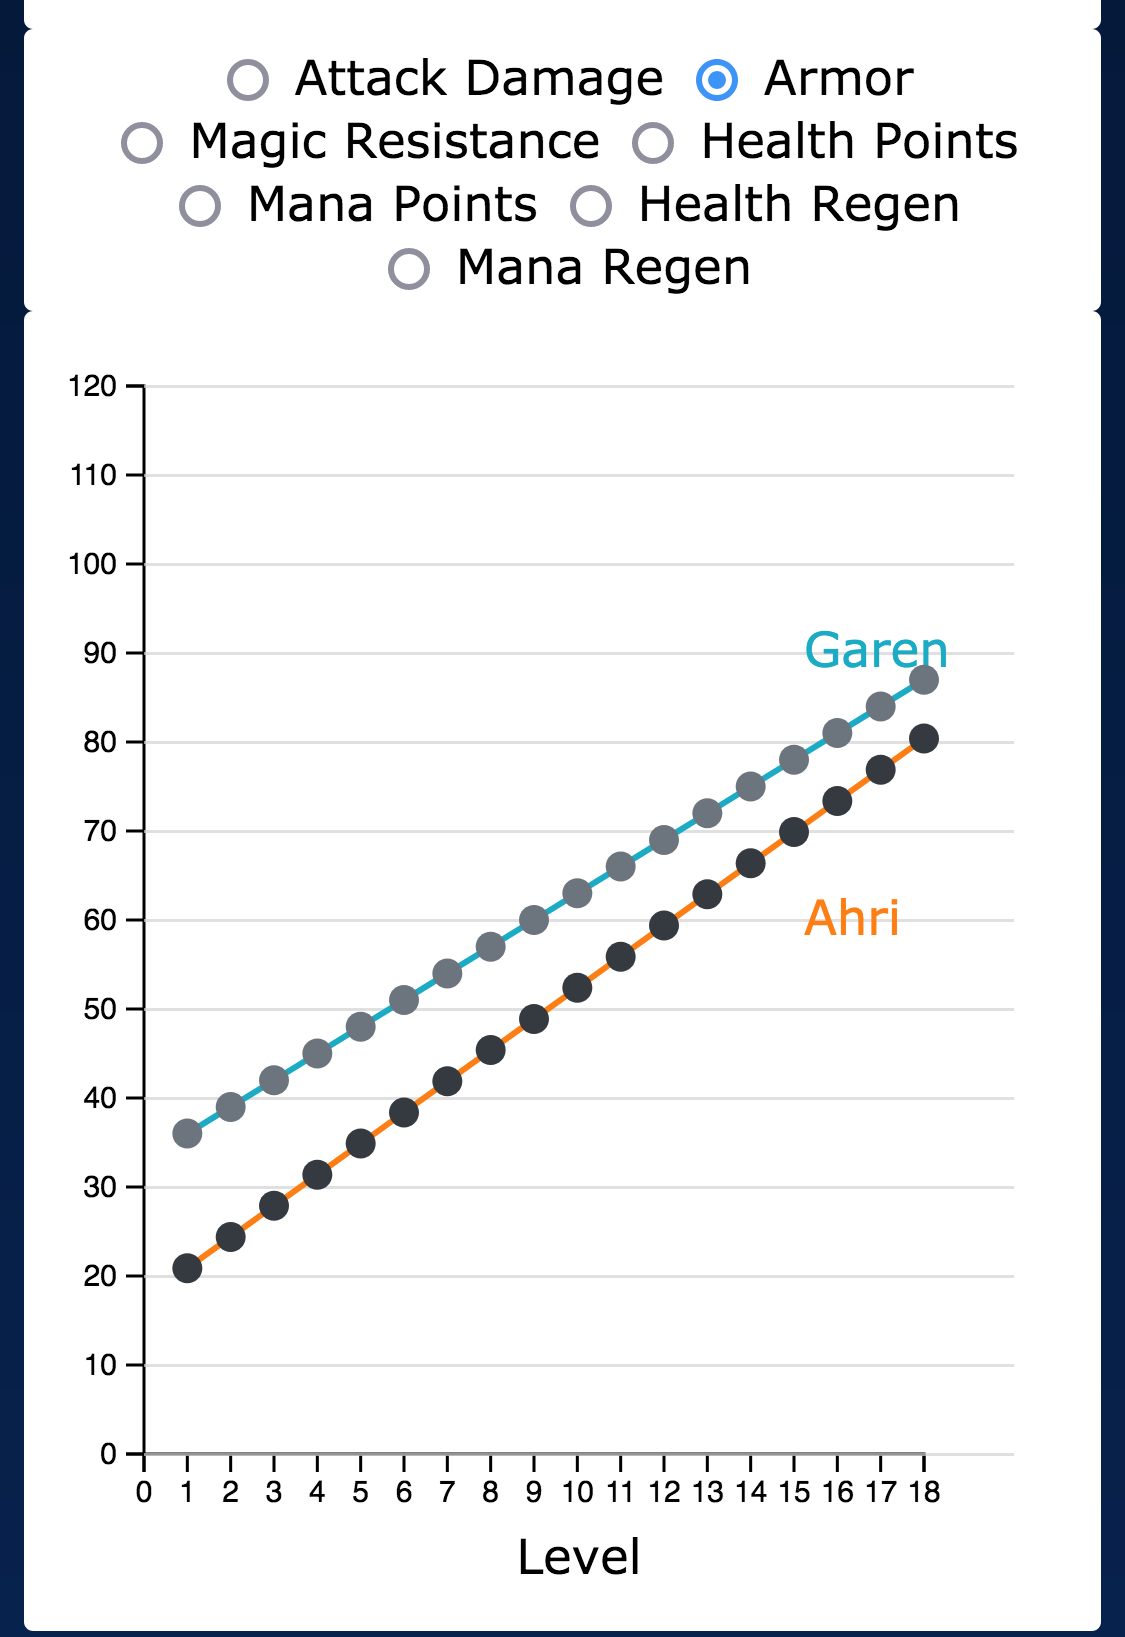 Attack Damage Armor
Magic Resistance Health Points
Mana Points Health Regen
Mana Regen
120
110
100
90
80
70
60
50
40
30
20
10
0
Garen
Ahri
0 1 2 3 4 5 6 7 8 9 10 11 12 13 14 15 16 17 18
Level